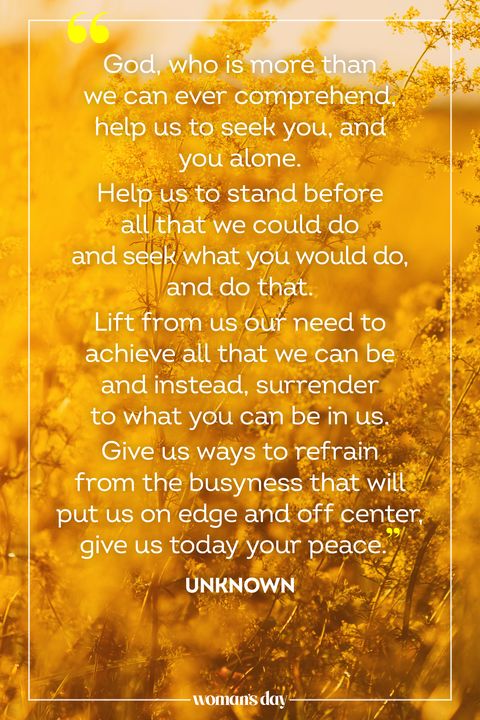 “
God, who is more than
we can ever comprehend,
help us to seek you, and
you alone.
Help us to stand before
all that we could do
and seek what you would do,
and do that.
Lift from us our need to
achieve all that we can be
and instead, surrender
to what you can be in us.
Give us ways to refrain
from the busyness that will
put us on edge and off center,
give us today your peace.”
UNKNOWN
woman's day